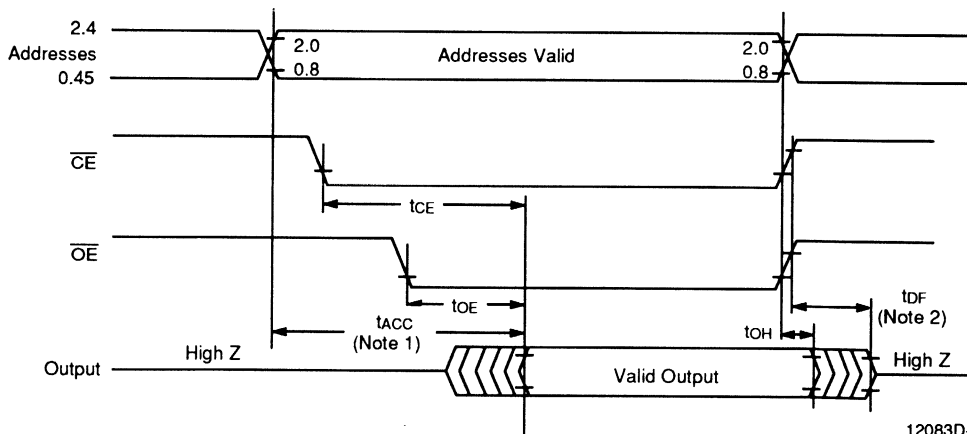 2.4
Addresses
0.45
2.0
0.8
Addresses Valid
2.0
0.8
CE
tCE
OE
tOE
tACC
(Note 1)
tOH
tDF
(Note 2)
Output
High Z
Valid Output
High Z
12083D-